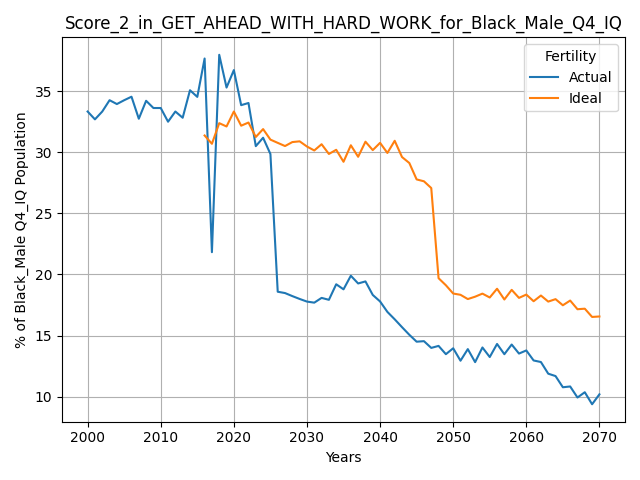 Score_2_in_GET_AHEAD_WITH_HARD_WORK_for_Black_Male_Q4_IQ
Fertility
Actual
Ideal
% of Black_Male Q4_IQ Population
35
30
25
20
15
10
2000 2010 2020 2030 2040 2050 2060 2070
Years